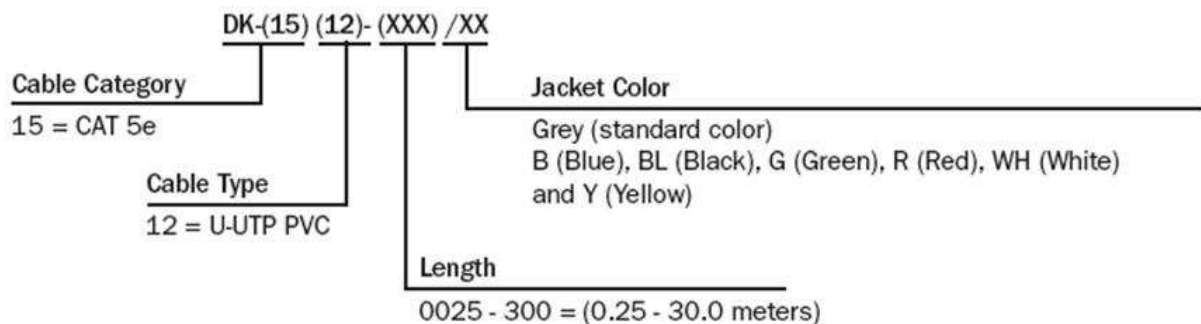 DK-(15) (12)- (XXX) /XX
Cable Category
15 = CAT 5e
Cable Type
12 = U-UTP PVC
Jacket Color
Grey (standard color)
B (Blue), BL (Black), G (Green), R (Red), WH (White)
and Y (Yellow)
Length
0025 - 300 = (0.25 - 30.0 meters)